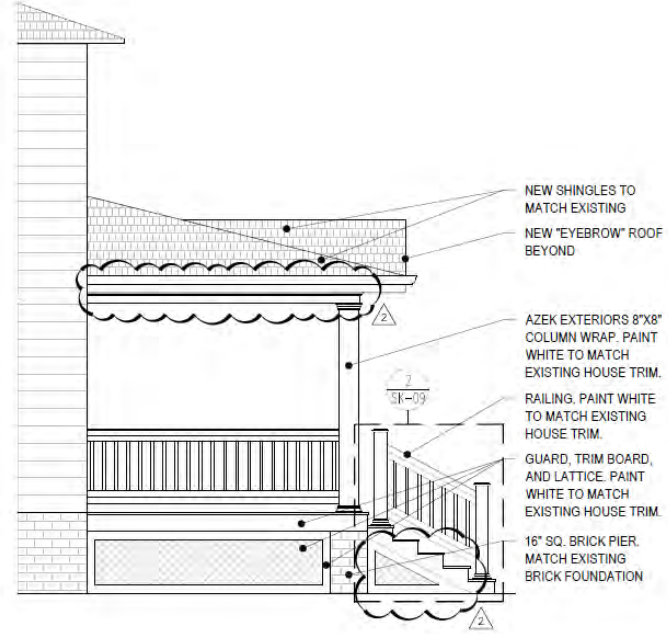 NEW SHINGLES TO
MATCH EXISTING
NEW "EYEBROW" ROOF
BEYOND
2
AZEK EXTERIORS 8"X8"
COLUMN WRAP. PAINT
WHITE TO MATCH
EXISTING HOUSE TRIM.
2
SK-09
RAILING. PAINT WHITE
TO MATCH EXISTING
HOUSE TRIM.
GUARD, TRIM BOARD,
AND LATTICE. PAINT
WHITE TO MATCH
EXISTING HOUSE TRIM.
16" SQ. BRICK PIER.
MATCH EXISTING
BRICK FOUNDATION
2